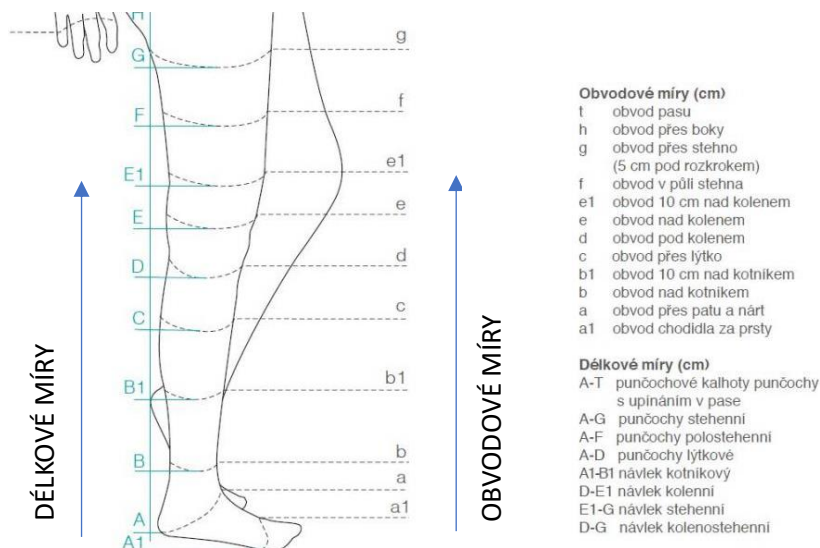 H
G
F
E1
E
D
C
B1
B
A
A1
g
f
e1
e
d
c
b1
b
a
a1
DÉLKOVÉ MÍRY
OBVODOVÉ MÍRY
Obvodové míry (cm)
t obvod pasu
h obvod přes boky
g obvod přes stehno
(5 cm pod rozkrokem)
f obvod v půli stehna
e1 obvod 10 cm nad kolenem
e obvod nad kolenem
d obvod pod kolenem
c obvod přes lýtko
b1 obvod 10 cm nad kotníkem
b obvod nad kotníkem
a obvod přes patu a nárt
a1 obvod chodidla za prsty
Délkové míry (cm)
A-T punčochové kalhoty punčochy
s upínáním v pase
A-G punčochy stehenní
A-F punčochy polostehenní
A-D punčochy lýtkové
A1-B1 návlek kotníkový
D-E1 návlek kolenní
E1-G návlek stehenní
D-G návlek kolenostehenní